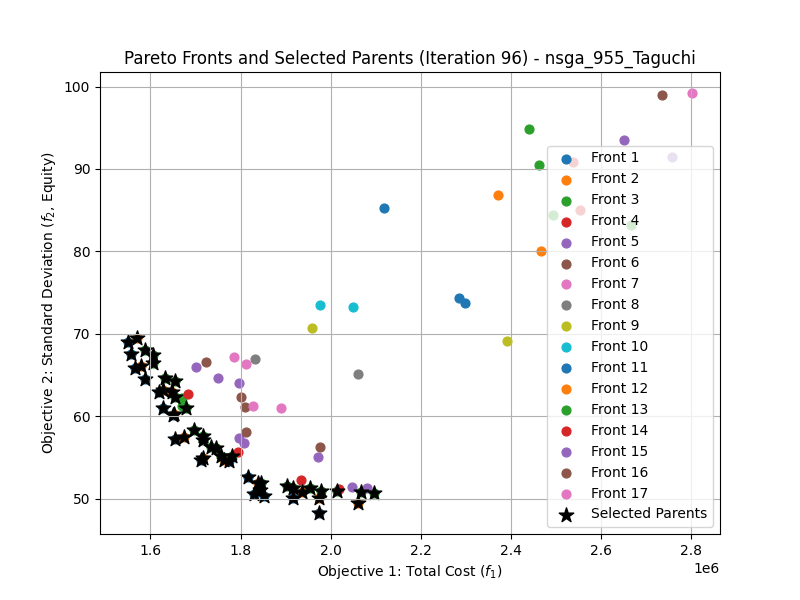 Pareto Fronts and Selected Parents (Iteration 96) - nsga_955_Taguchi
Objective 2: Standard Deviation (f₂, Equity)
100
90
80
70
60
50
Front 1
Front 2
Front 3
Front 4
Front 5
Front 6
Front 7
Front 8
Front 9
Front 10
Front 11
Front 12
Front 13
Front 14
Front 15
Front 16
Front 17
Selected Parents
1.6 1.8 2.0 2.2 2.4 2.6 2.8
1e6
Objective 1: Total Cost (f₁)